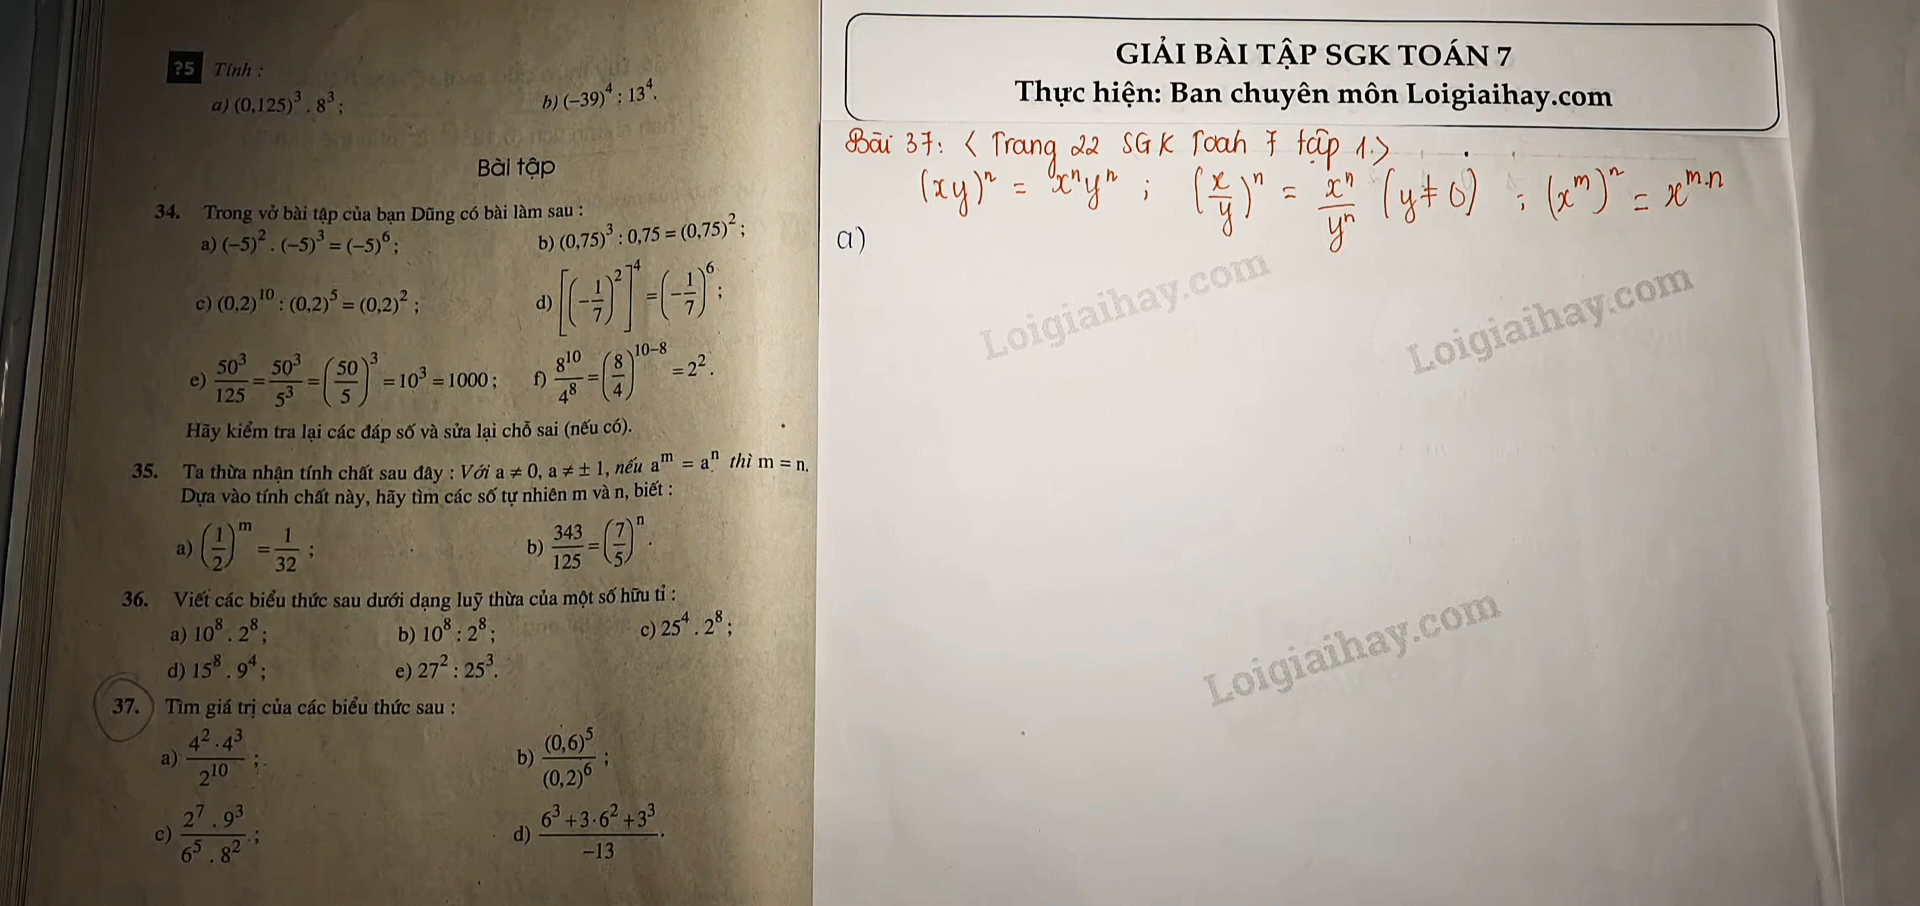 ?5 Tính :
a) (0,125)³ . 8³ ;
b) (–39)⁴ : 13⁴.
Bài tập
34. Trong vở bài tập của bạn Dũng có bài làm sau :
a) (–5)² . (–5)³ = (–5)⁶ ;
b) (0,75)³ : 0,75 = (0,75)² ;
c) (0,2)¹⁰ : (0,2)⁵ = (0,2)² ;
d) [(–1/7)²]⁴ = (–1/7)⁶ ;
e) 50³/125 = 50³/5³ = (50/5)³ = 10³ = 1000 ;
f) 8¹⁰/4⁸ = (8/4)¹⁰⁻⁸ = 2² .
Hãy kiểm tra lại các đáp số và sửa lại chỗ sai (nếu có).
35. Ta thừa nhận tính chất sau đây : Với a ≠ 0, a ≠ ± 1, nếu aᵐ = aⁿ thì m = n.
Dựa vào tính chất này, hãy tìm các số tự nhiên m và n, biết :
a) (1/2)ᵐ = 1/32 ;
b) 343/125 = (7/5)ⁿ .
36. Viết các biểu thức sau dưới dạng luỹ thừa của một số hữu tỉ :
a) 10⁸ . 2⁸ ;
b) 10⁸ : 2⁸ ;
c) 25⁴ . 2⁸ ;
d) 15⁸ . 9⁴ ;
e) 27² : 25³.
37. Tìm giá trị của các biểu thức sau :
a) 4² · 4³/2¹⁰ ;
b) (0,6)⁵/(0,2)⁶ ;
c) 2⁷ . 9³/6⁵ . 8² ;
d) 6³ + 3 · 6² + 3³/–13 .
GIẢI BÀI TẬP SGK TOÁN 7
Thực hiện: Ban chuyên môn Loigiaihay.com
Bài 37: < Trang 22 SGK Toán 7 tập 1.>
(xy)ⁿ = xⁿyⁿ ; (x/y)ⁿ = xⁿ/yⁿ (y ≠ 0) ; (xᵐ)ⁿ = xᵐ·ⁿ
a)
Loigiaihay.com
Loigiaihay.com
Loigiaihay.com